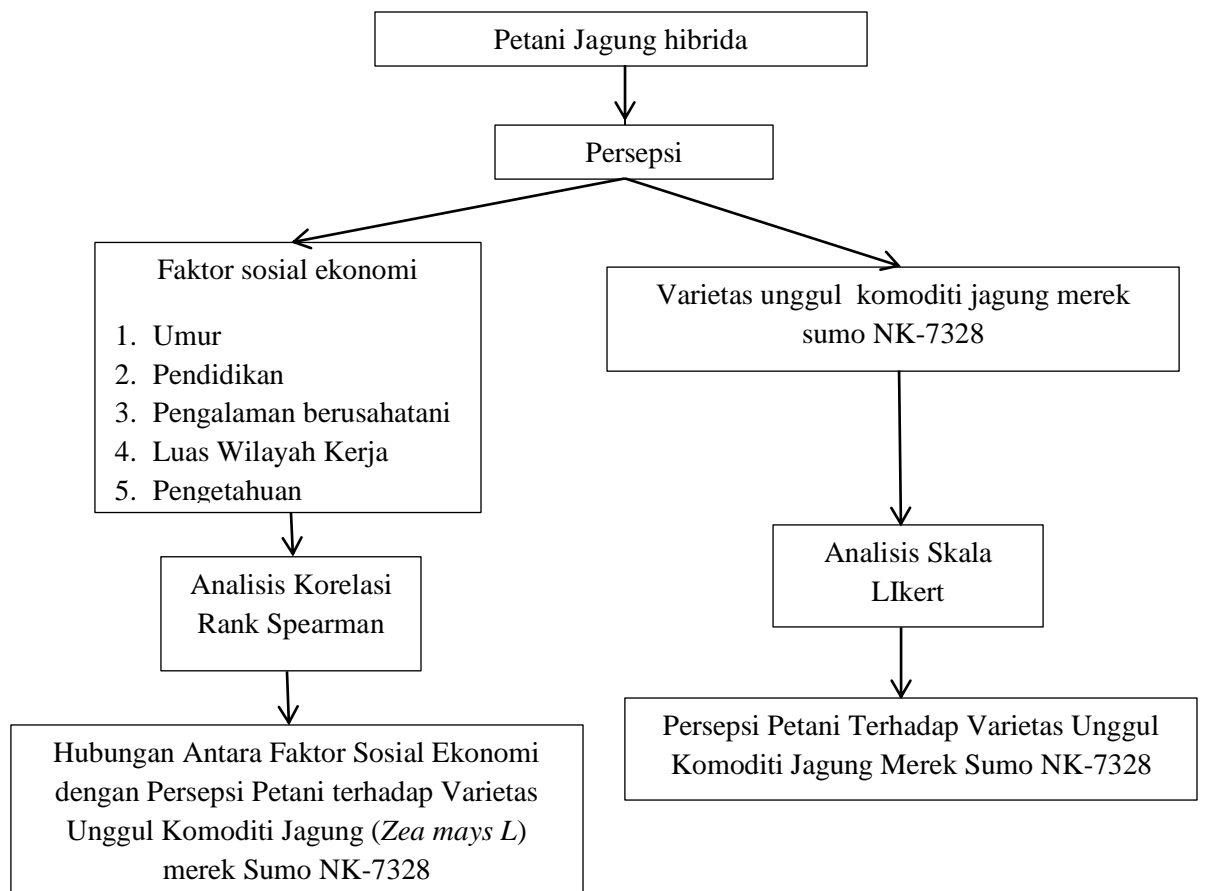 Petani Jagung hibrida
Persepsi
Faktor sosial ekonomi
1. Umur
2. Pendidikan
3. Pengalaman berusahatani
4. Luas Wilayah Kerja
5. Pengetahuan
Analisis Korelasi
Rank Spearman
Hubungan Antara Faktor Sosial Ekonomi
dengan Persepsi Petani terhadap Varietas
Unggul Komoditi Jagung (Zea mays L)
merek Sumo NK-7328
Varietas unggul komoditi jagung merek
sumo NK-7328
Analisis Skala
LIkert
Persepsi Petani Terhadap Varietas Unggul
Komoditi Jagung Merek Sumo NK-7328